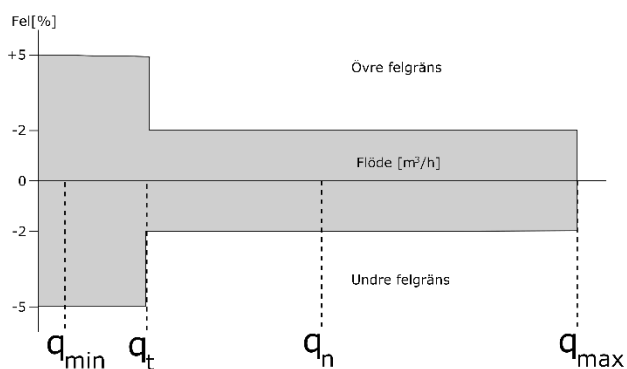 Fel[%]
+5
Övre felgräns
-2
Flöde [m³/h]
0
-2
Undre felgräns
-5
qmin
qt
qn
qmax